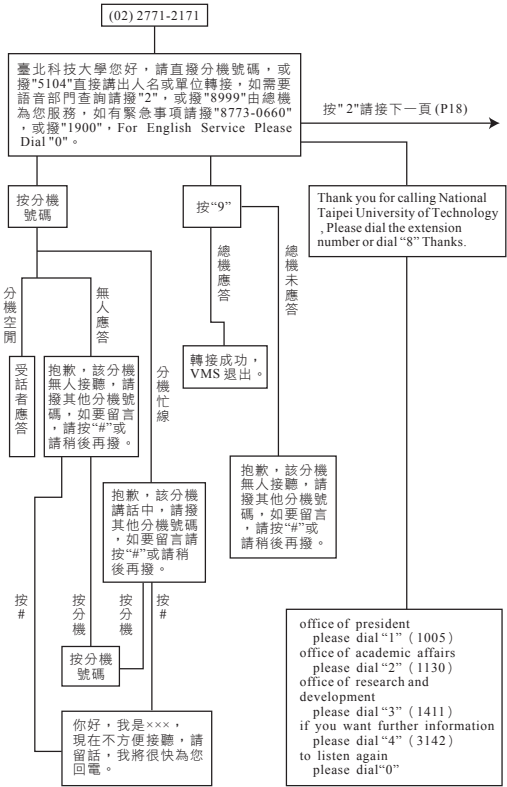 (02) 2771-2171
臺北科技大學您好，請直撥分機號碼，或
撥"5104"直接講出人名或單位轉接，如需要
語音部門查詢請撥"2"，或撥"8999"由總機
為您服務，如有緊急事項請撥"8773-0660"
，或撥"1900"，For English Service Please
Dial "0"。
按" 2"請接下一頁 (P18)
按分機
號碼
按“9”
Thank you for calling National
Taipei University of Technology
, Please dial the extension
number or dial “8” Thanks.
分機空閒
無人應答
分機忙線
總機應答
總機未應答
受話者應答
抱歉，該分機
無人接聽，請
撥其他分機號
碼，如要留言
，請按“#”或
請稍後再撥。
轉接成功，
VMS 退出。
抱歉，該分機
講話中，請撥
其他分機號碼
，如要留言請
按“#”或請稍
後再撥。
抱歉，該分機
無人接聽，請
撥其他分機號
碼，如要留言
，請按“#”或
請稍後再撥。
按#
按分機
按分機
按#
按分機
號碼
你好，我是×××，
現在不方便接聽，請
留話，我將很快為您
回電。
office of president
please dial “1”（1005）
office of academic affairs
please dial “2”（1130）
office of research and
development
please dial “3”（1411）
if you want further information
please dial “4”（3142）
to listen again
please dial“0”